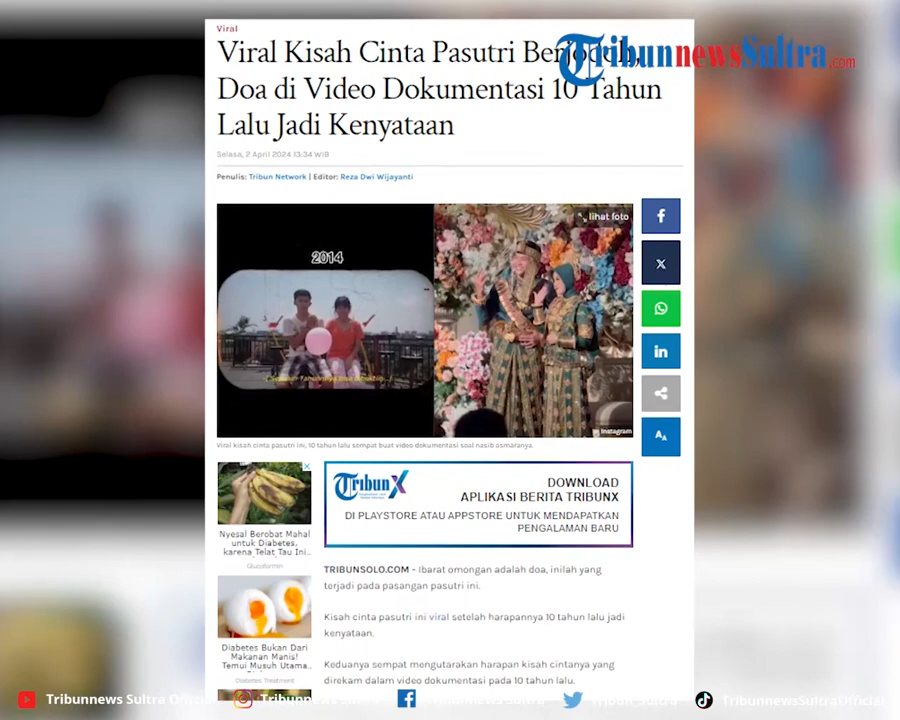 Viral
Viral Kisah Cinta Pasutri Berjodoh,
Doa di Video Dokumentasi 10 Tahun
Lalu Jadi Kenyataan
TribunnewsSultra.com
Selasa, 2 April 2024 13:34 WIB
Penulis: Tribun Network | Editor: Reza Dwi Wijayanti
lihat foto
2014
Instagram
Viral kisah cinta pasutri ini, 10 tahun lalu sempat buat video dokumentasi soal nasib asmaranya.
TribunX
DOWNLOAD
APLIKASI BERITA TRIBUNX
DI PLAYSTORE ATAU APPSTORE UNTUK MENDAPATKAN
PENGALAMAN BARU
Nyesal Berobat Mahal
untuk Diabetes,
karena Telat Tau Ini..
Glucoformin
Diabetes Bukan Dari
Makanan Manis!
Temui Musuh Utama..
Diabetes Treatment
TRIBUNSOLO.COM - Ibarat omongan adalah doa, inilah yang
terjadi pada pasangan pasutri ini.
Kisah cinta pasutri ini viral setelah harapannya 10 tahun lalu jadi
kenyataan.
Keduanya sempat mengutarakan harapan kisah cintanya yang
direkam dalam video dokumentasi pada 10 tahun lalu.
Tribunnews Sultra TribunnewsSultraOfficial